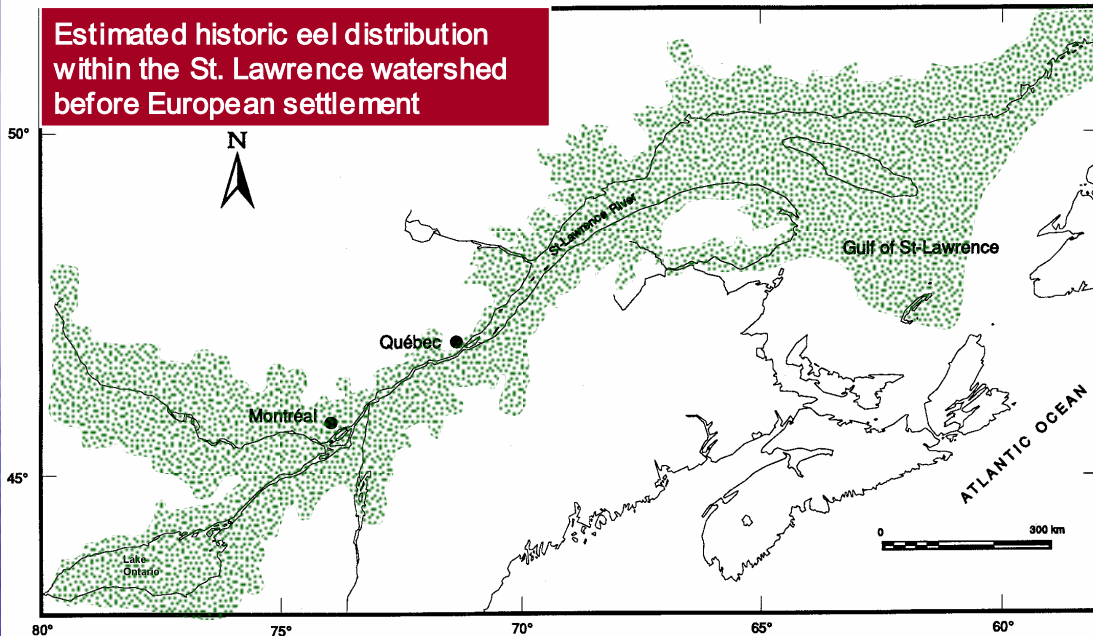 Estimated historic eel distribution
within the St. Lawrence watershed
before European settlement
50°
N
St-Lawrence River
Gulf of St-Lawrence
Québec
Montréal
45°
ATLANTIC OCEAN
0 300 km
Lake
Ontario
80° 75° 70° 65° 60°